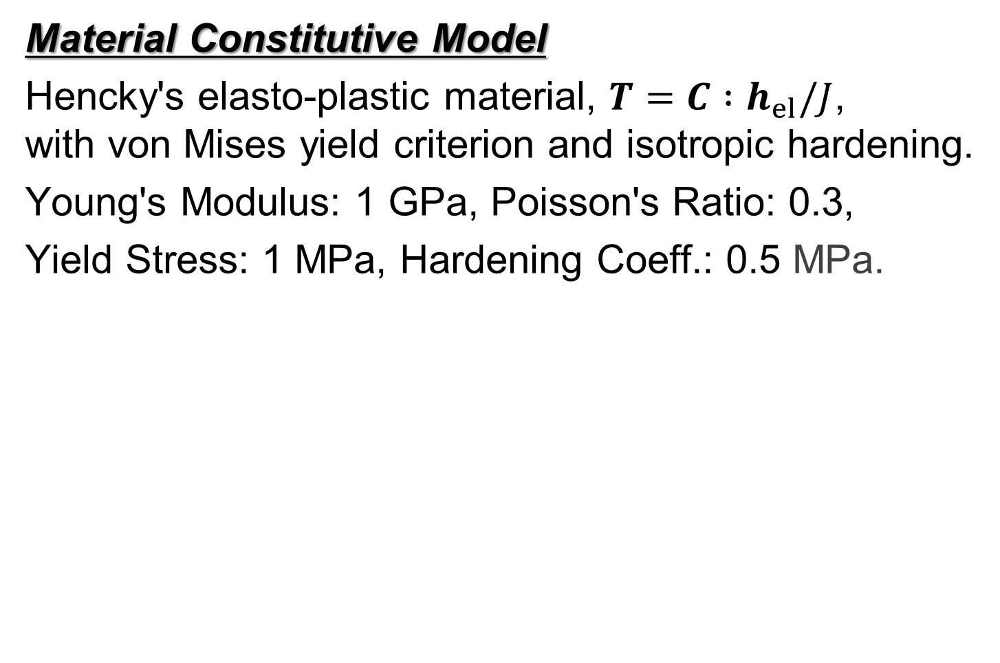 Material Constitutive Model
Hencky's elasto-plastic material, 𝑻 = 𝑪 : 𝒉el/𝐽,
with von Mises yield criterion and isotropic hardening.
Young's Modulus: 1 GPa, Poisson's Ratio: 0.3,
Yield Stress: 1 MPa, Hardening Coeff.: 0.5 MPa.